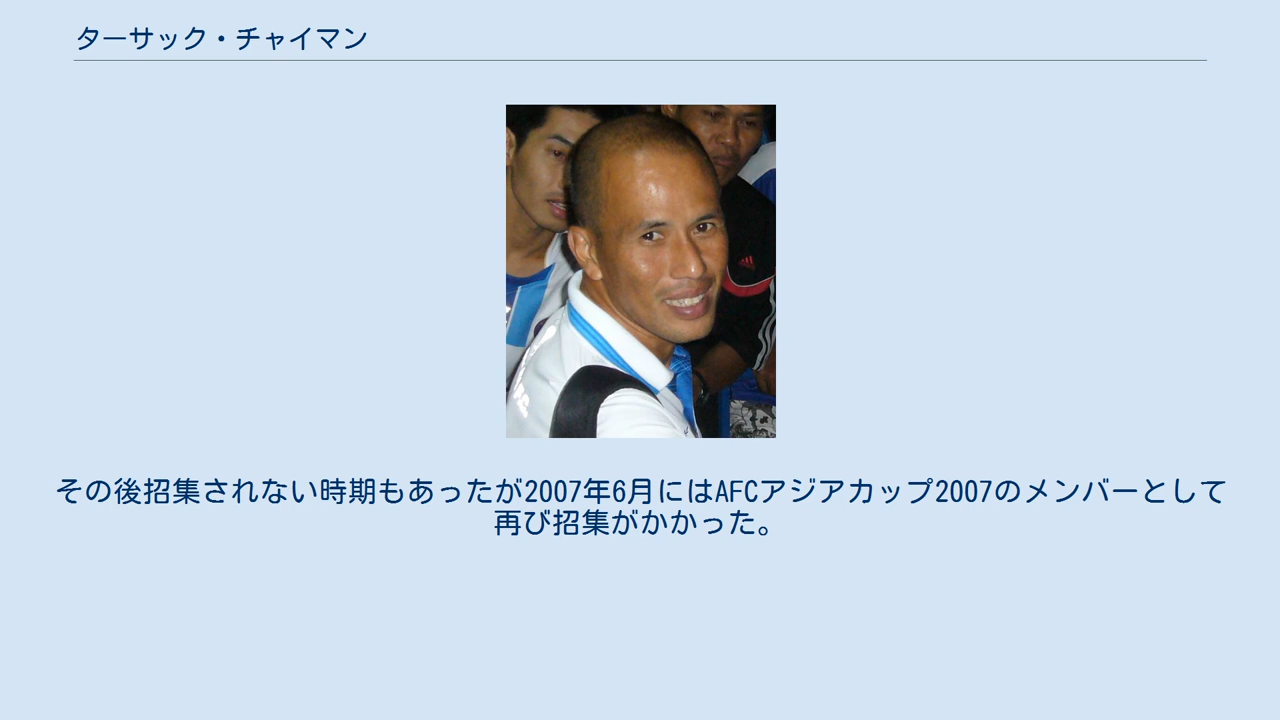 ターサック・チャイマン
その後招集されない時期もあったが2007年6月にはAFCアジアカップ2007のメンバーとして
再び招集がかかった。